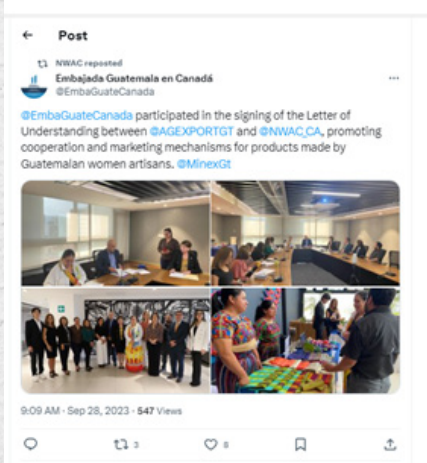 Post
NWAC reposted
Embajada Guatemala en Canadá
@EmbaGuateCanada
@EmbaGuateCanada participated in the signing of the Letter of
Understanding between @AGEXPORTGT and @NWAC_CA, promoting
cooperation and marketing mechanisms for products made by
Guatemalan women artisans. @MinexGt
9:09 AM · Sep 28, 2023 · 547 Views
3
8